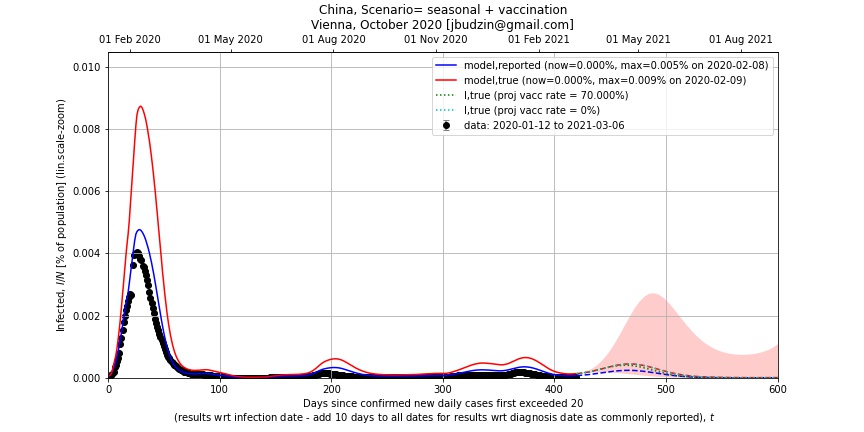 China, Scenario= seasonal + vaccination
Vienna, October 2020 [jbudzin@gmail.com]
01 Feb 2020 01 May 2020 01 Aug 2020 01 Nov 2020 01 Feb 2021 01 May 2021 01 Aug 2021
model,reported (now=0.000%, max=0.005% on 2020-02-08)
model,true (now=0.000%, max=0.009% on 2020-02-09)
I,true (proj vacc rate = 70.000%)
I,true (proj vacc rate = 0%)
data: 2020-01-12 to 2021-03-06
Infected, I/N [% of population] (lin.scale-zoom)
0.010
0.008
0.006
0.004
0.002
0.000
0 100 200 300 400 500 600
Days since confirmed new daily cases first exceeded 20
(results wrt infection date - add 10 days to all dates for results wrt diagnosis date as commonly reported), t